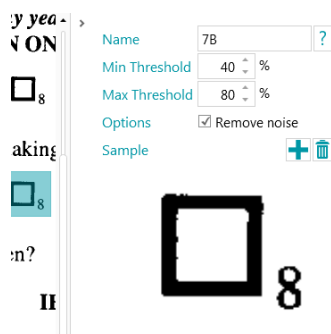 y yea
N ON
8
aking
8
en?
IF
Name 7B ?
Min Threshold 40 %
Max Threshold 80 %
Options Remove noise
Sample
8